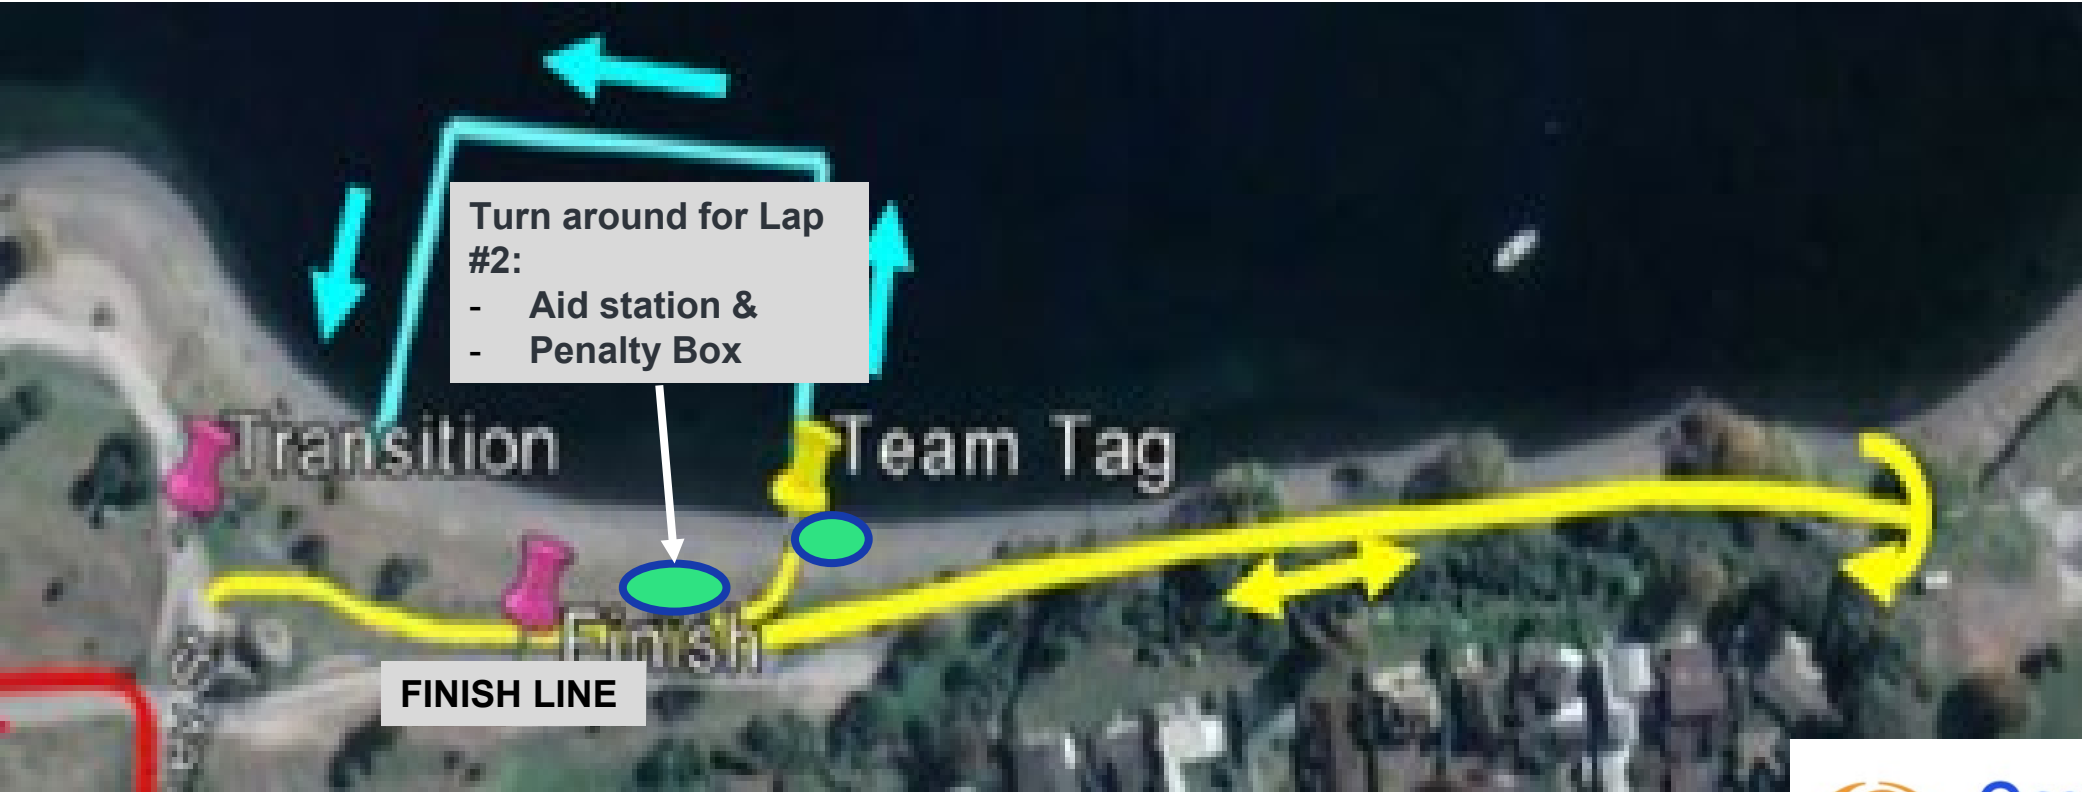 Turn around for Lap
#2:
- Aid station &
- Penalty Box
Transition
Team Tag
Finish
FINISH LINE